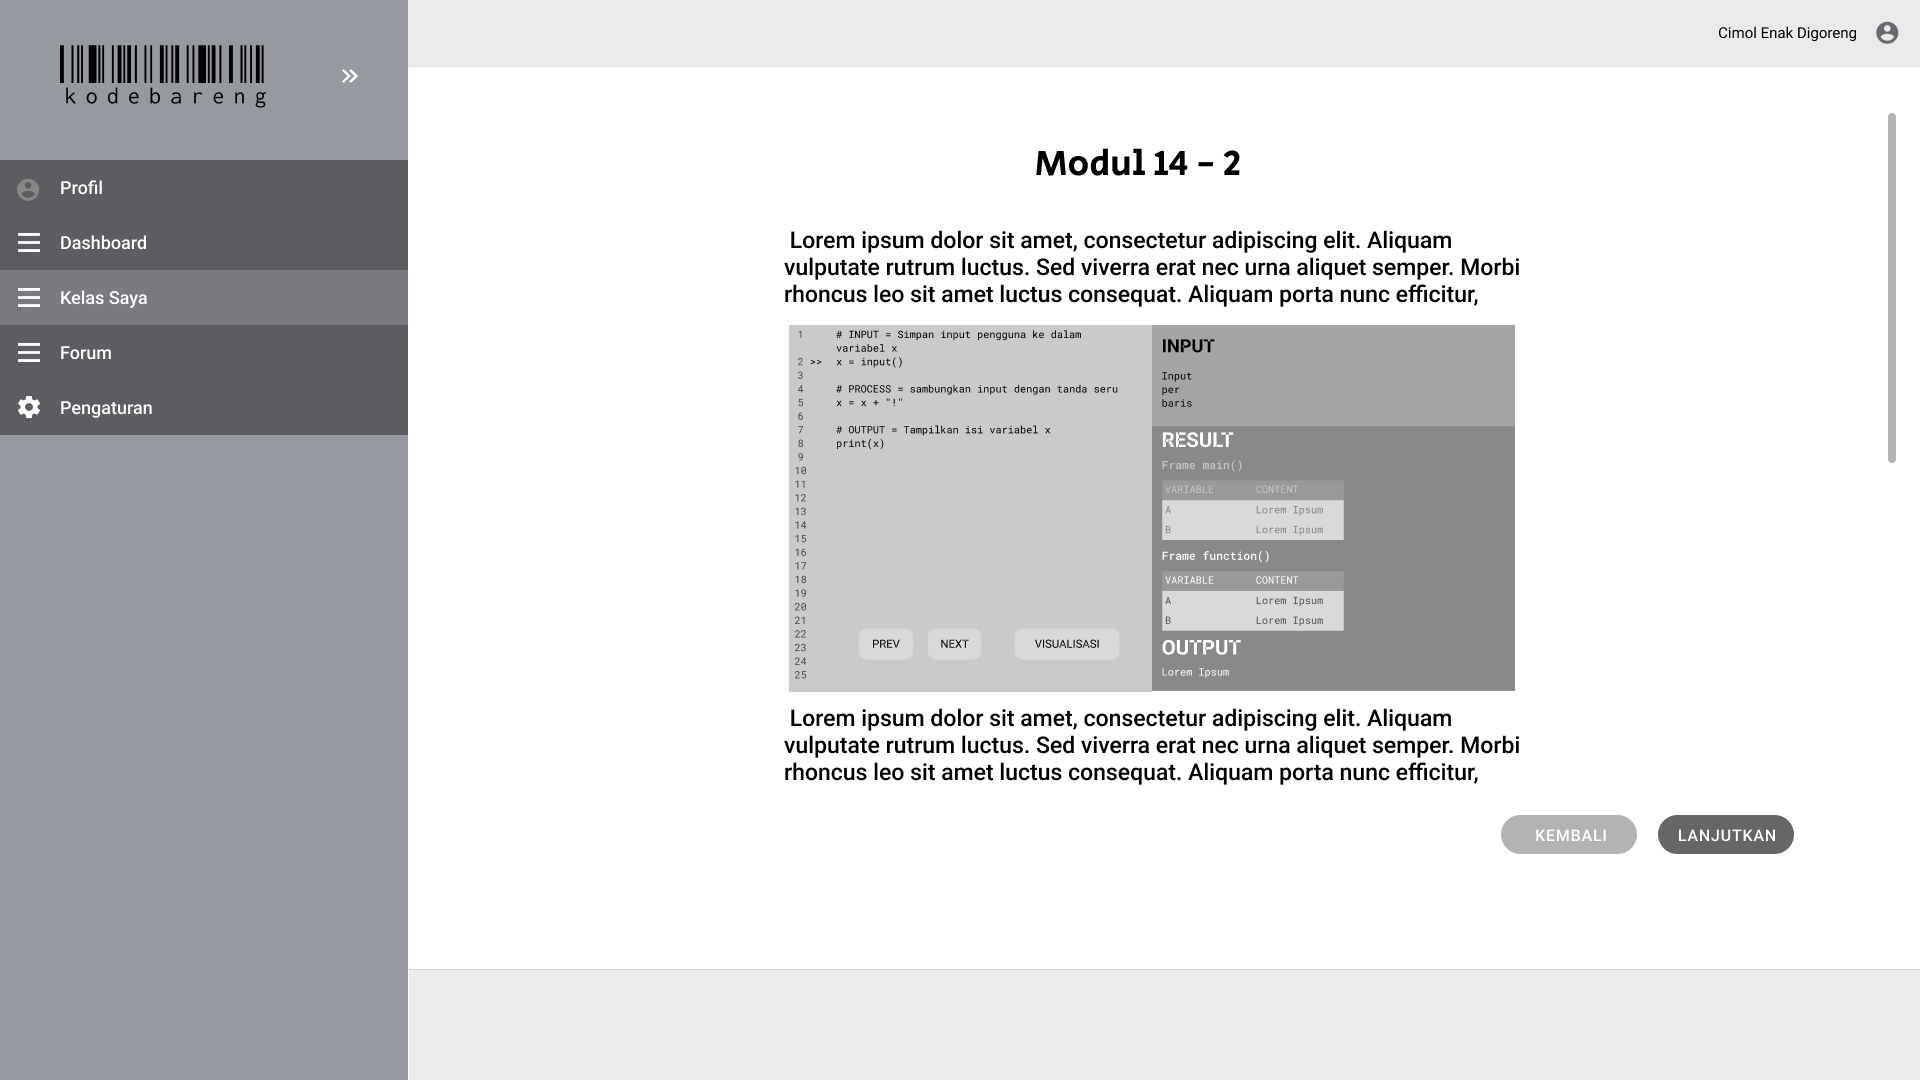 kodebareng
Cimol Enak Digoreng
Profil
Dashboard
Kelas Saya
Forum
Pengaturan
Modul 14 – 2
Lorem ipsum dolor sit amet, consectetur adipiscing elit. Aliquam
vulputate rutrum luctus. Sed viverra erat nec urna aliquet semper. Morbi
rhoncus leo sit amet luctus consequat. Aliquam porta nunc efficitur,
1 # INPUT = Simpan input pengguna ke dalam
variabel x
2 >> x = input()
3
4 # PROCESS = sambungkan input dengan tanda seru
5 x = x + "!"
6
7 # OUTPUT = Tampilkan isi variabel x
8 print(x)
9
10
11
12
13
14
15
16
17
18
19
20
21
22
23
24
25
PREV NEXT VISUALISASI
INPUT
Input
per
baris
RESULT
Frame main()
VARIABLE CONTENT
A Lorem Ipsum
B Lorem Ipsum
Frame function()
VARIABLE CONTENT
A Lorem Ipsum
B Lorem Ipsum
OUTPUT
Lorem Ipsum
Lorem ipsum dolor sit amet, consectetur adipiscing elit. Aliquam
vulputate rutrum luctus. Sed viverra erat nec urna aliquet semper. Morbi
rhoncus leo sit amet luctus consequat. Aliquam porta nunc efficitur,
KEMBALI LANJUTKAN